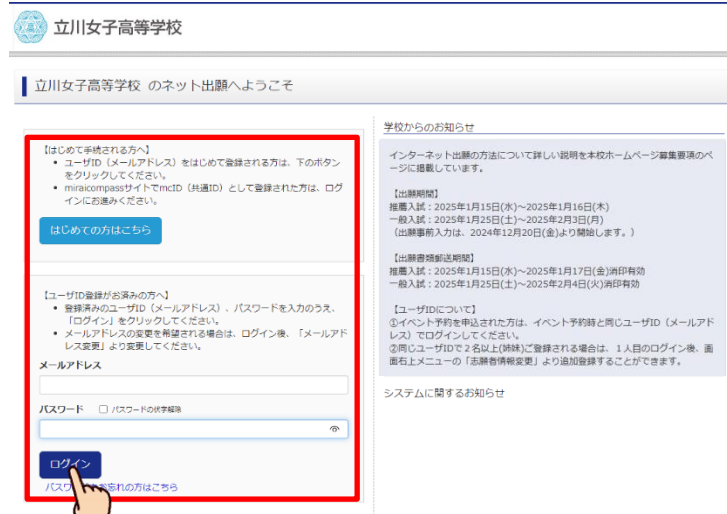 立川女子高等学校
立川女子高等学校 のネット出願へようこそ
【はじめて手続される方へ】
• ユーザID（メールアドレス）をはじめて登録される方は、下のボタン
をクリックしてください。
• miraicompassサイトでmcID（共通ID）として登録された方は、ログ
インにお進みください。
はじめての方はこちら
【ユーザID登録がお済みの方へ】
• 登録済みのユーザID（メールアドレス）、パスワードを入力のうえ、
「ログイン」をクリックしてください。
• メールアドレスの変更を希望される場合は、ログイン後、「メールアド
レス変更」より変更してください。
メールアドレス
パスワード パスワードの伏字解除
ログイン
パスワ お忘れの方はこちら
学校からのお知らせ
インターネット出願の方法について詳しい説明を本校ホームページ募集要項のペ
ージに掲載しています。
【出願期間】
推薦入試：2025年1月15日(水)～2025年1月16日(木)
一般入試：2025年1月25日(土)～2025年2月3日(月)
（出願事前入力は、2024年12月20日(金)より開始します。）
【出願書類郵送期間】
推薦入試：2025年1月15日(水)～2025年1月17日(金)消印有効
一般入試：2025年1月25日(土)～2025年2月4日(火)消印有効
【ユーザIDについて】
①イベント予約を申込された方は、イベント予約時と同じユーザID（メールアド
レス）でログインしてください。
②同じユーザIDで２名以上(姉妹)ご登録される場合は、１人目のログイン後、画
面右上メニューの「志願者情報変更」より追加登録することができます。
システムに関するお知らせ